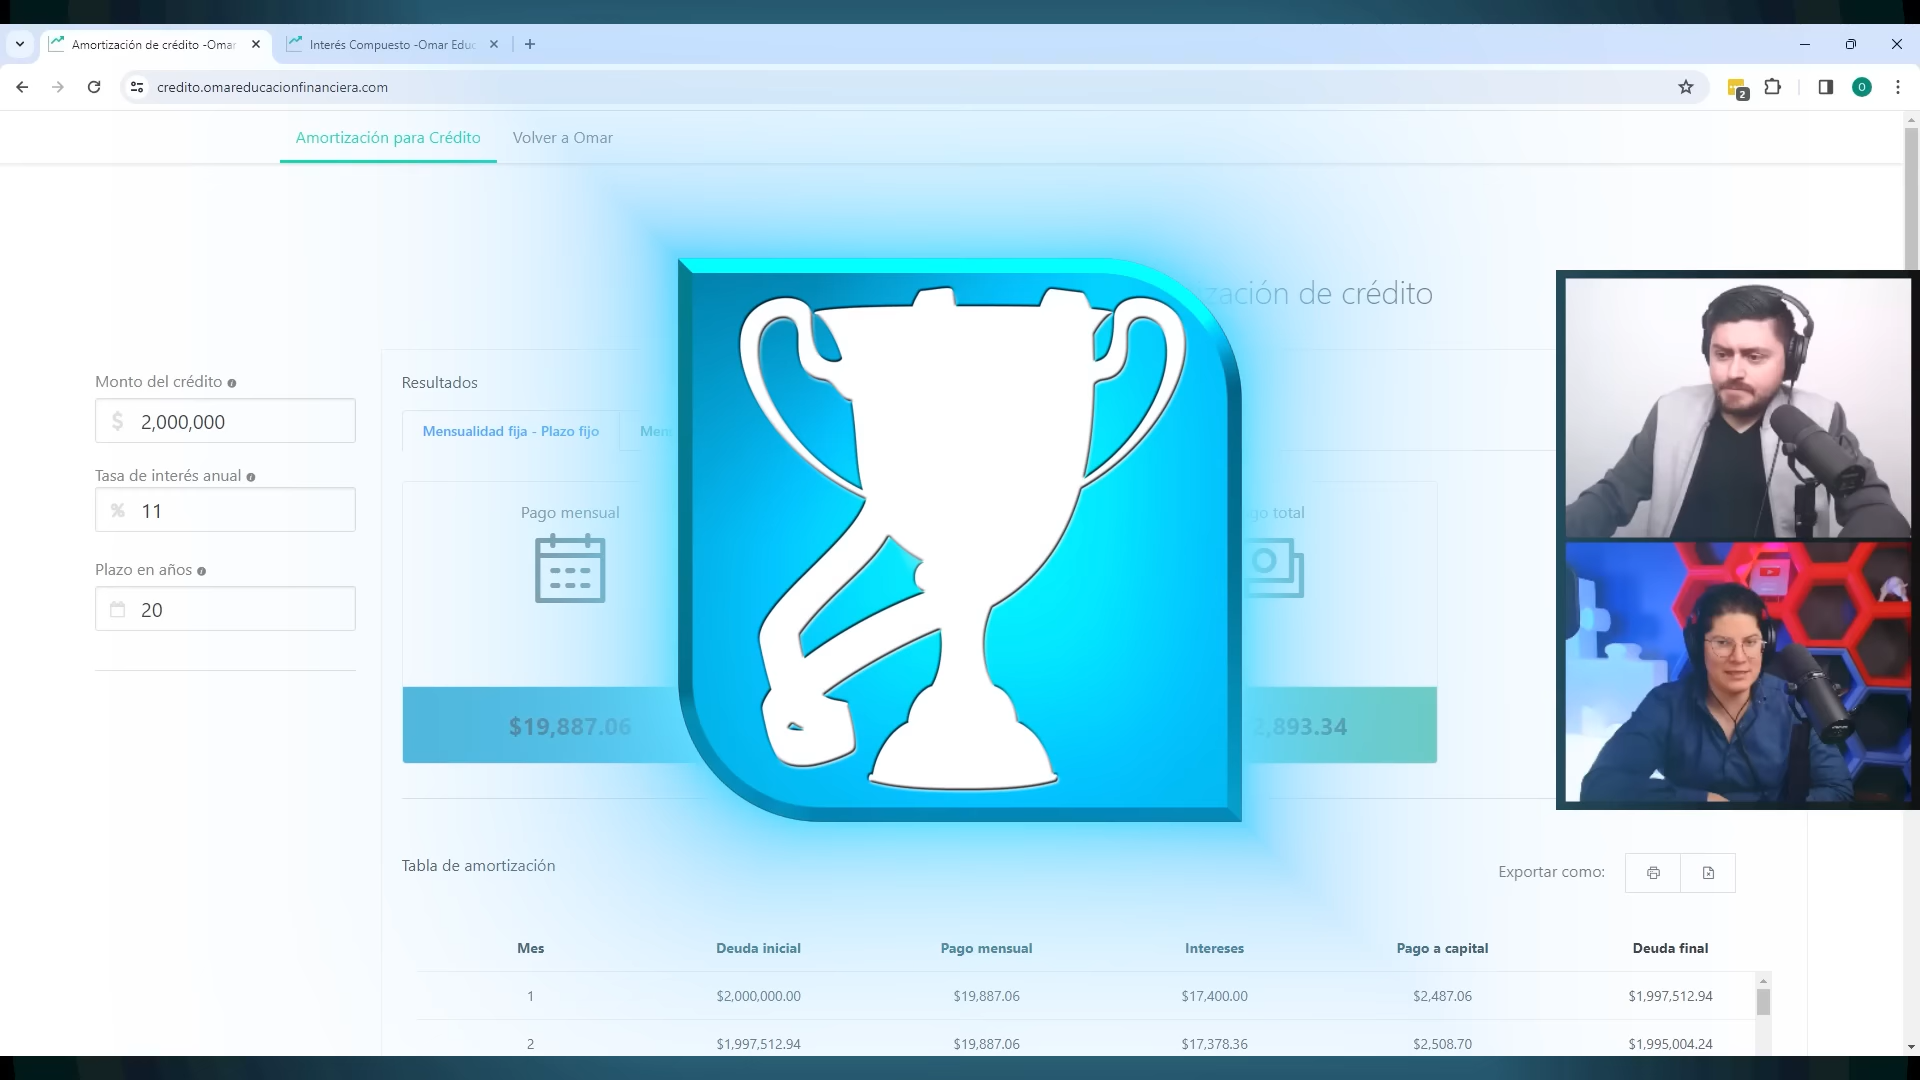 Amortización de crédito -Omar
Interés Compuesto -Omar Educ
credito.omareducacionfinanciera.com
2
O
Amortización para Crédito
Volver a Omar
zación de crédito
Monto del crédito
$ 2,000,000
Tasa de interés anual
% 11
Plazo en años
20
Resultados
Mensualidad fija - Plazo fijo
Men
Pago mensual
$19,887.06
go total
2,893.34
Tabla de amortización
Exportar como:
Mes Deuda inicial Pago mensual Intereses Pago a capital Deuda final
1 $2,000,000.00 $19,887.06 $17,400.00 $2,487.06 $1,997,512.94
2 $1,997,512.94 $19,887.06 $17,378.36 $2,508.70 $1,995,004.24